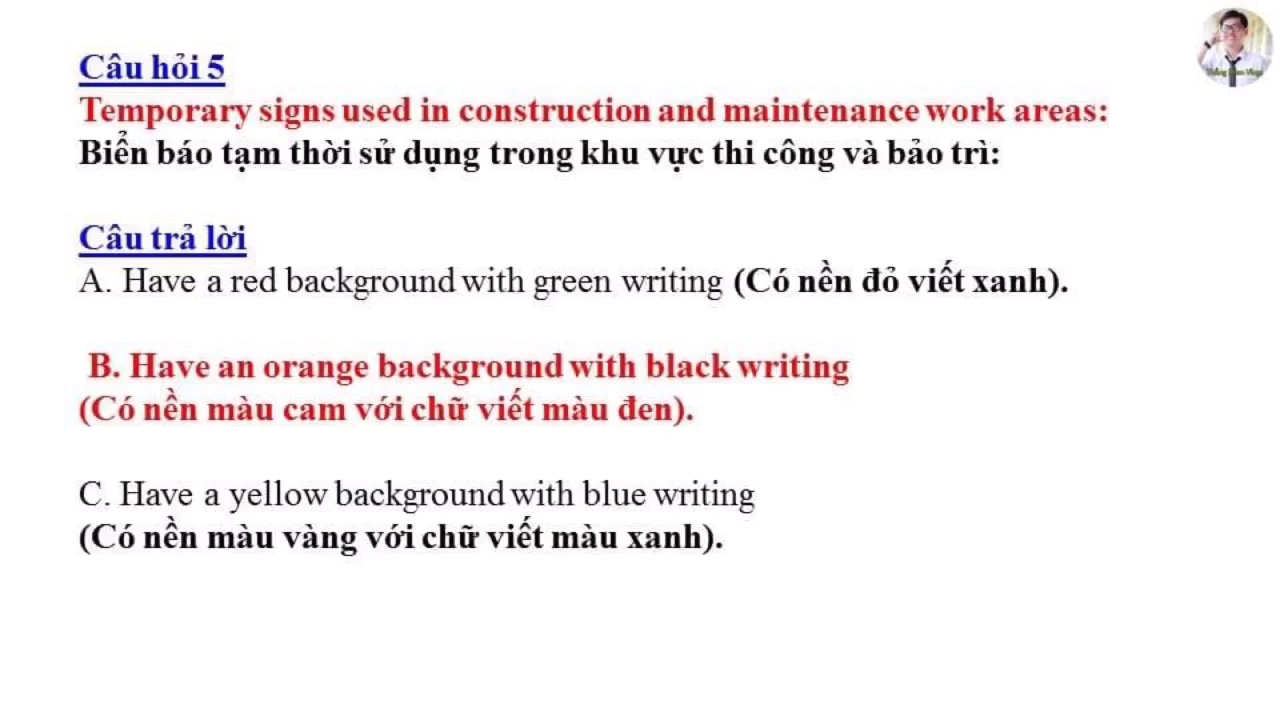 Câu hỏi 5
Temporary signs used in construction and maintenance work areas:
Biển báo tạm thời sử dụng trong khu vực thi công và bảo trì:
Câu trả lời
A. Have a red background with green writing (Có nền đỏ viết xanh).
B. Have an orange background with black writing
(Có nền màu cam với chữ viết màu đen).
C. Have a yellow background with blue writing
(Có nền màu vàng với chữ viết màu xanh).